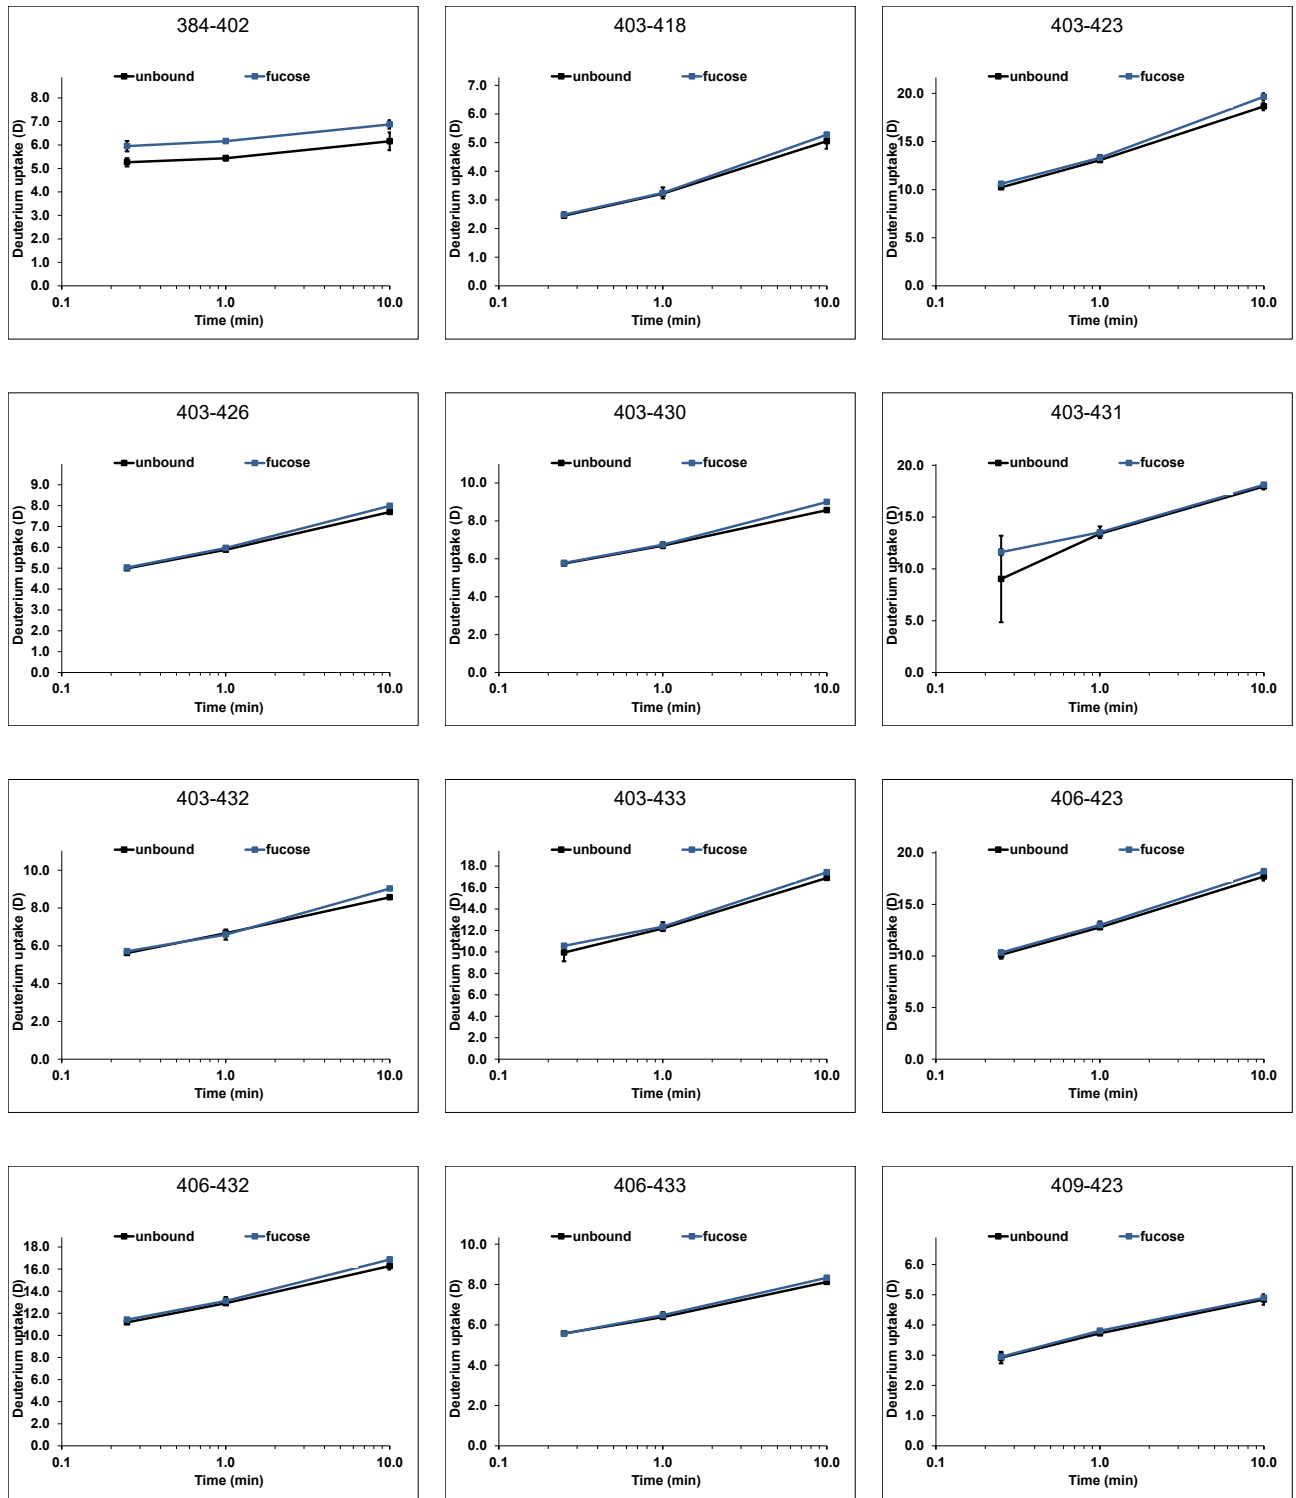 384-402
unbound fucose
Deuterium uptake (D)
8.0
7.0
6.0
5.0
4.0
3.0
2.0
1.0
0.0
0.1 1.0 10.0
Time (min)
403-418
unbound fucose
Deuterium uptake (D)
7.0
6.0
5.0
4.0
3.0
2.0
1.0
0.0
0.1 1.0 10.0
Time (min)
403-423
unbound fucose
Deuterium uptake (D)
20.0
15.0
10.0
5.0
0.0
0.1 1.0 10.0
Time (min)
403-426
unbound fucose
Deuterium uptake (D)
9.0
8.0
7.0
6.0
5.0
4.0
3.0
2.0
1.0
0.0
0.1 1.0 10.0
Time (min)
403-430
unbound fucose
Deuterium uptake (D)
10.0
8.0
6.0
4.0
2.0
0.0
0.1 1.0 10.0
Time (min)
403-431
unbound fucose
Deuterium uptake (D)
20.0
15.0
10.0
5.0
0.0
0.1 1.0 10.0
Time (min)
403-432
unbound fucose
Deuterium uptake (D)
10.0
8.0
6.0
4.0
2.0
0.0
0.1 1.0 10.0
Time (min)
403-433
unbound fucose
Deuterium uptake (D)
18.0
16.0
14.0
12.0
10.0
8.0
6.0
4.0
2.0
0.0
0.1 1.0 10.0
Time (min)
406-423
unbound fucose
Deuterium uptake (D)
20.0
15.0
10.0
5.0
0.0
0.1 1.0 10.0
Time (min)
406-432
unbound fucose
Deuterium uptake (D)
18.0
16.0
14.0
12.0
10.0
8.0
6.0
4.0
2.0
0.0
0.1 1.0 10.0
Time (min)
406-433
unbound fucose
Deuterium uptake (D)
10.0
8.0
6.0
4.0
2.0
0.0
0.1 1.0 10.0
Time (min)
409-423
unbound fucose
Deuterium uptake (D)
6.0
5.0
4.0
3.0
2.0
1.0
0.0
0.1 1.0 10.0
Time (min)